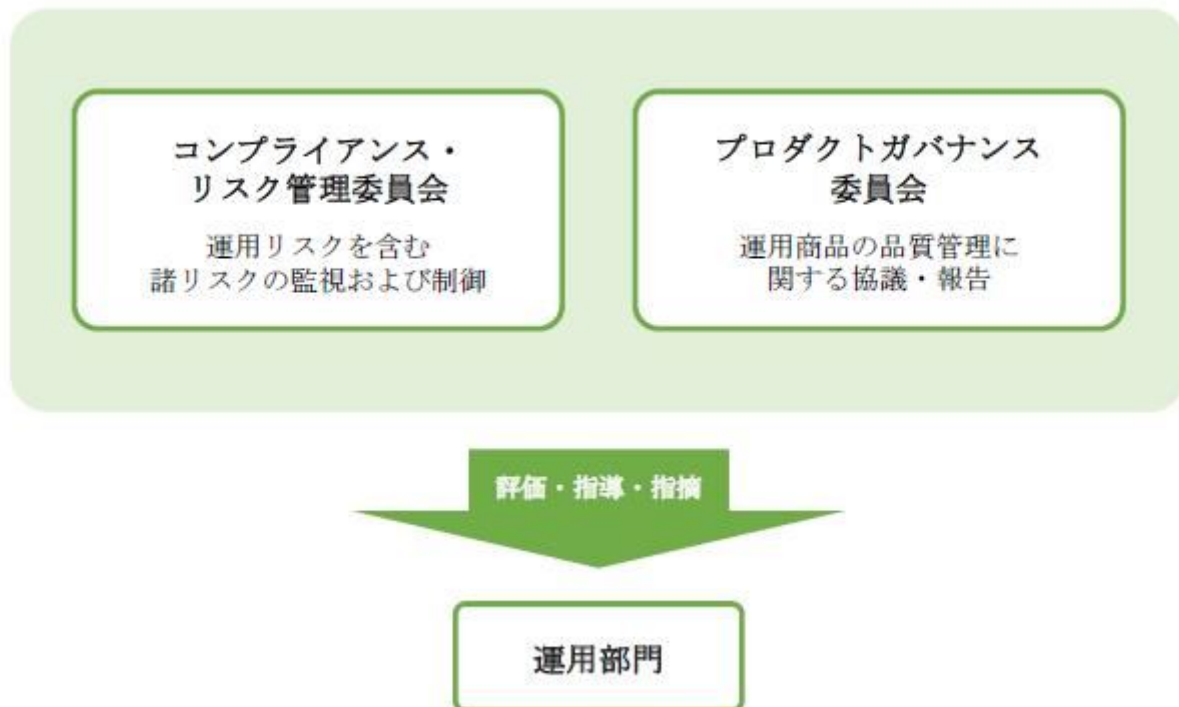 コンプライアンス・
リスク管理委員会
運用リスクを含む
諸リスクの監視および制御
プロダクトガバナンス
委員会
運用商品の品質管理に
関する協議・報告
評価・指導・指摘
運用部門